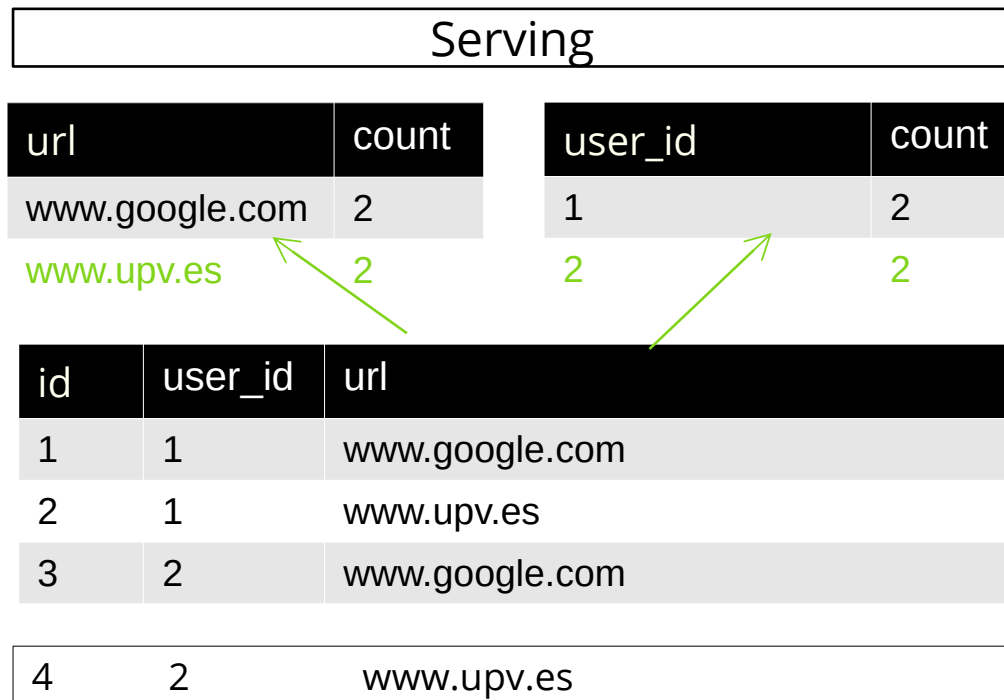 Serving
url count
www.google.com 2
www.upv.es 2
user_id count
1 2
2 2
id user_id url
1 1 www.google.com
2 1 www.upv.es
3 2 www.google.com
4 2 www.upv.es